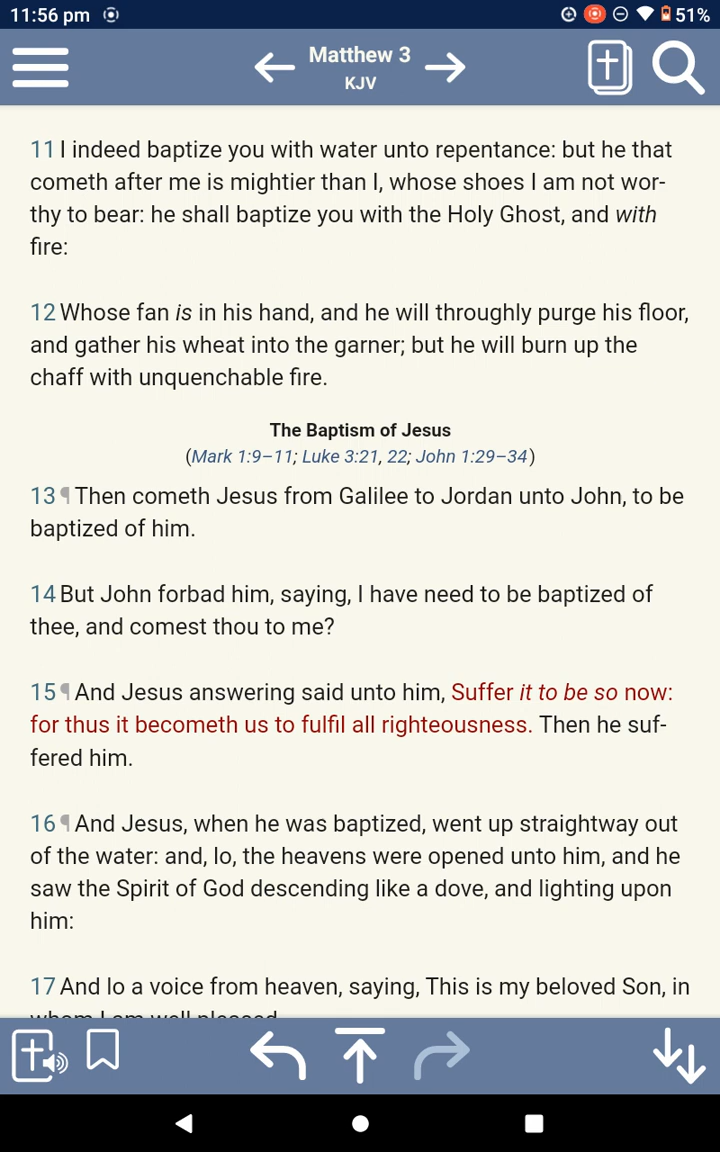 11:56 pm 51%
Matthew 3
KJV
11 I indeed baptize you with water unto repentance: but he that
cometh after me is mightier than I, whose shoes I am not wor-
thy to bear: he shall baptize you with the Holy Ghost, and with
fire:
12 Whose fan is in his hand, and he will throughly purge his floor,
and gather his wheat into the garner; but he will burn up the
chaff with unquenchable fire.
The Baptism of Jesus
(Mark 1:9–11; Luke 3:21, 22; John 1:29–34)
13 ¶ Then cometh Jesus from Galilee to Jordan unto John, to be
baptized of him.
14 But John forbad him, saying, I have need to be baptized of
thee, and comest thou to me?
15 ¶ And Jesus answering said unto him, Suffer it to be so now:
for thus it becometh us to fulfil all righteousness. Then he suf-
fered him.
16 ¶ And Jesus, when he was baptized, went up straightway out
of the water: and, lo, the heavens were opened unto him, and he
saw the Spirit of God descending like a dove, and lighting upon
him:
17 And lo a voice from heaven, saying, This is my beloved Son, in
whom I am well pleased